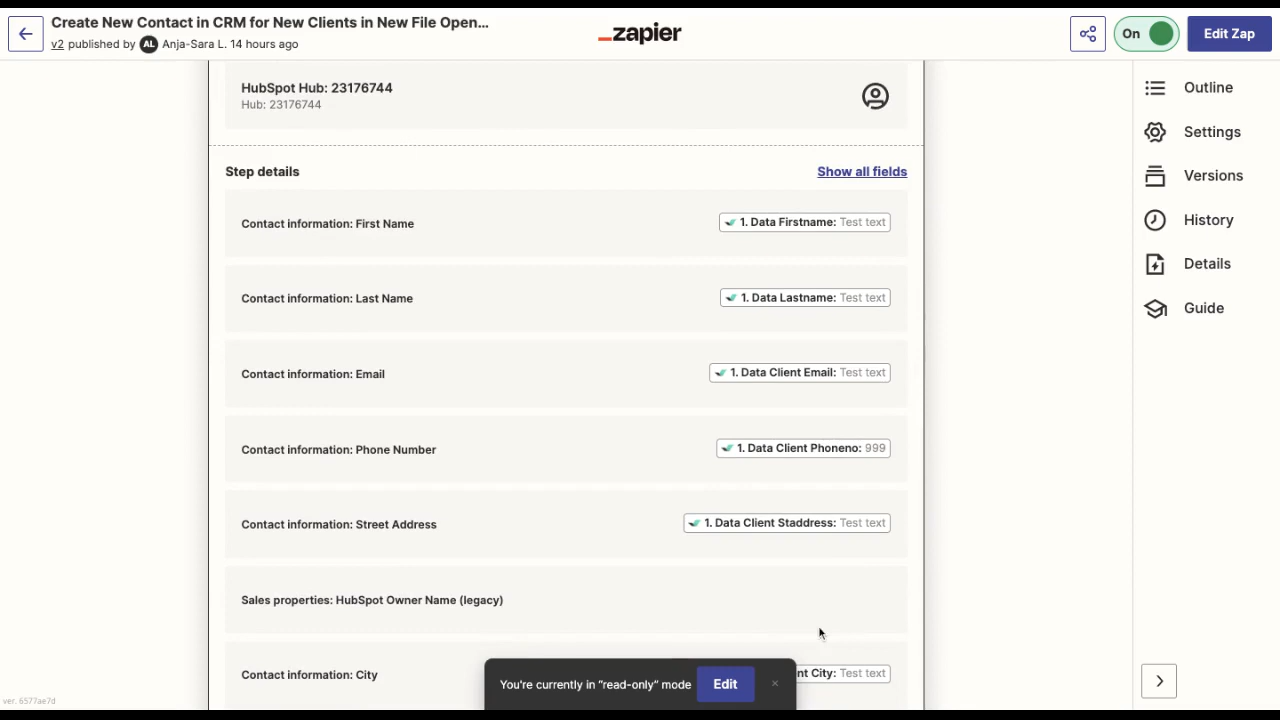 Create New Contact in CRM for New Clients in New File Open...
v2 published by AL Anja-Sara L. 14 hours ago
_zapier
On
Edit Zap
HubSpot Hub: 23176744
Hub: 23176744
Step details
Show all fields
Contact information: First Name
1. Data Firstname: Test text
Contact information: Last Name
1. Data Lastname: Test text
Contact information: Email
1. Data Client Email: Test text
Contact information: Phone Number
1. Data Client Phoneno: 999
Contact information: Street Address
1. Data Client Staddress: Test text
Sales properties: HubSpot Owner Name (legacy)
Contact information: City
nt City: Test text
You're currently in "read-only" mode
Edit
×
Outline
Settings
Versions
History
Details
Guide
ver. 6577ae7d